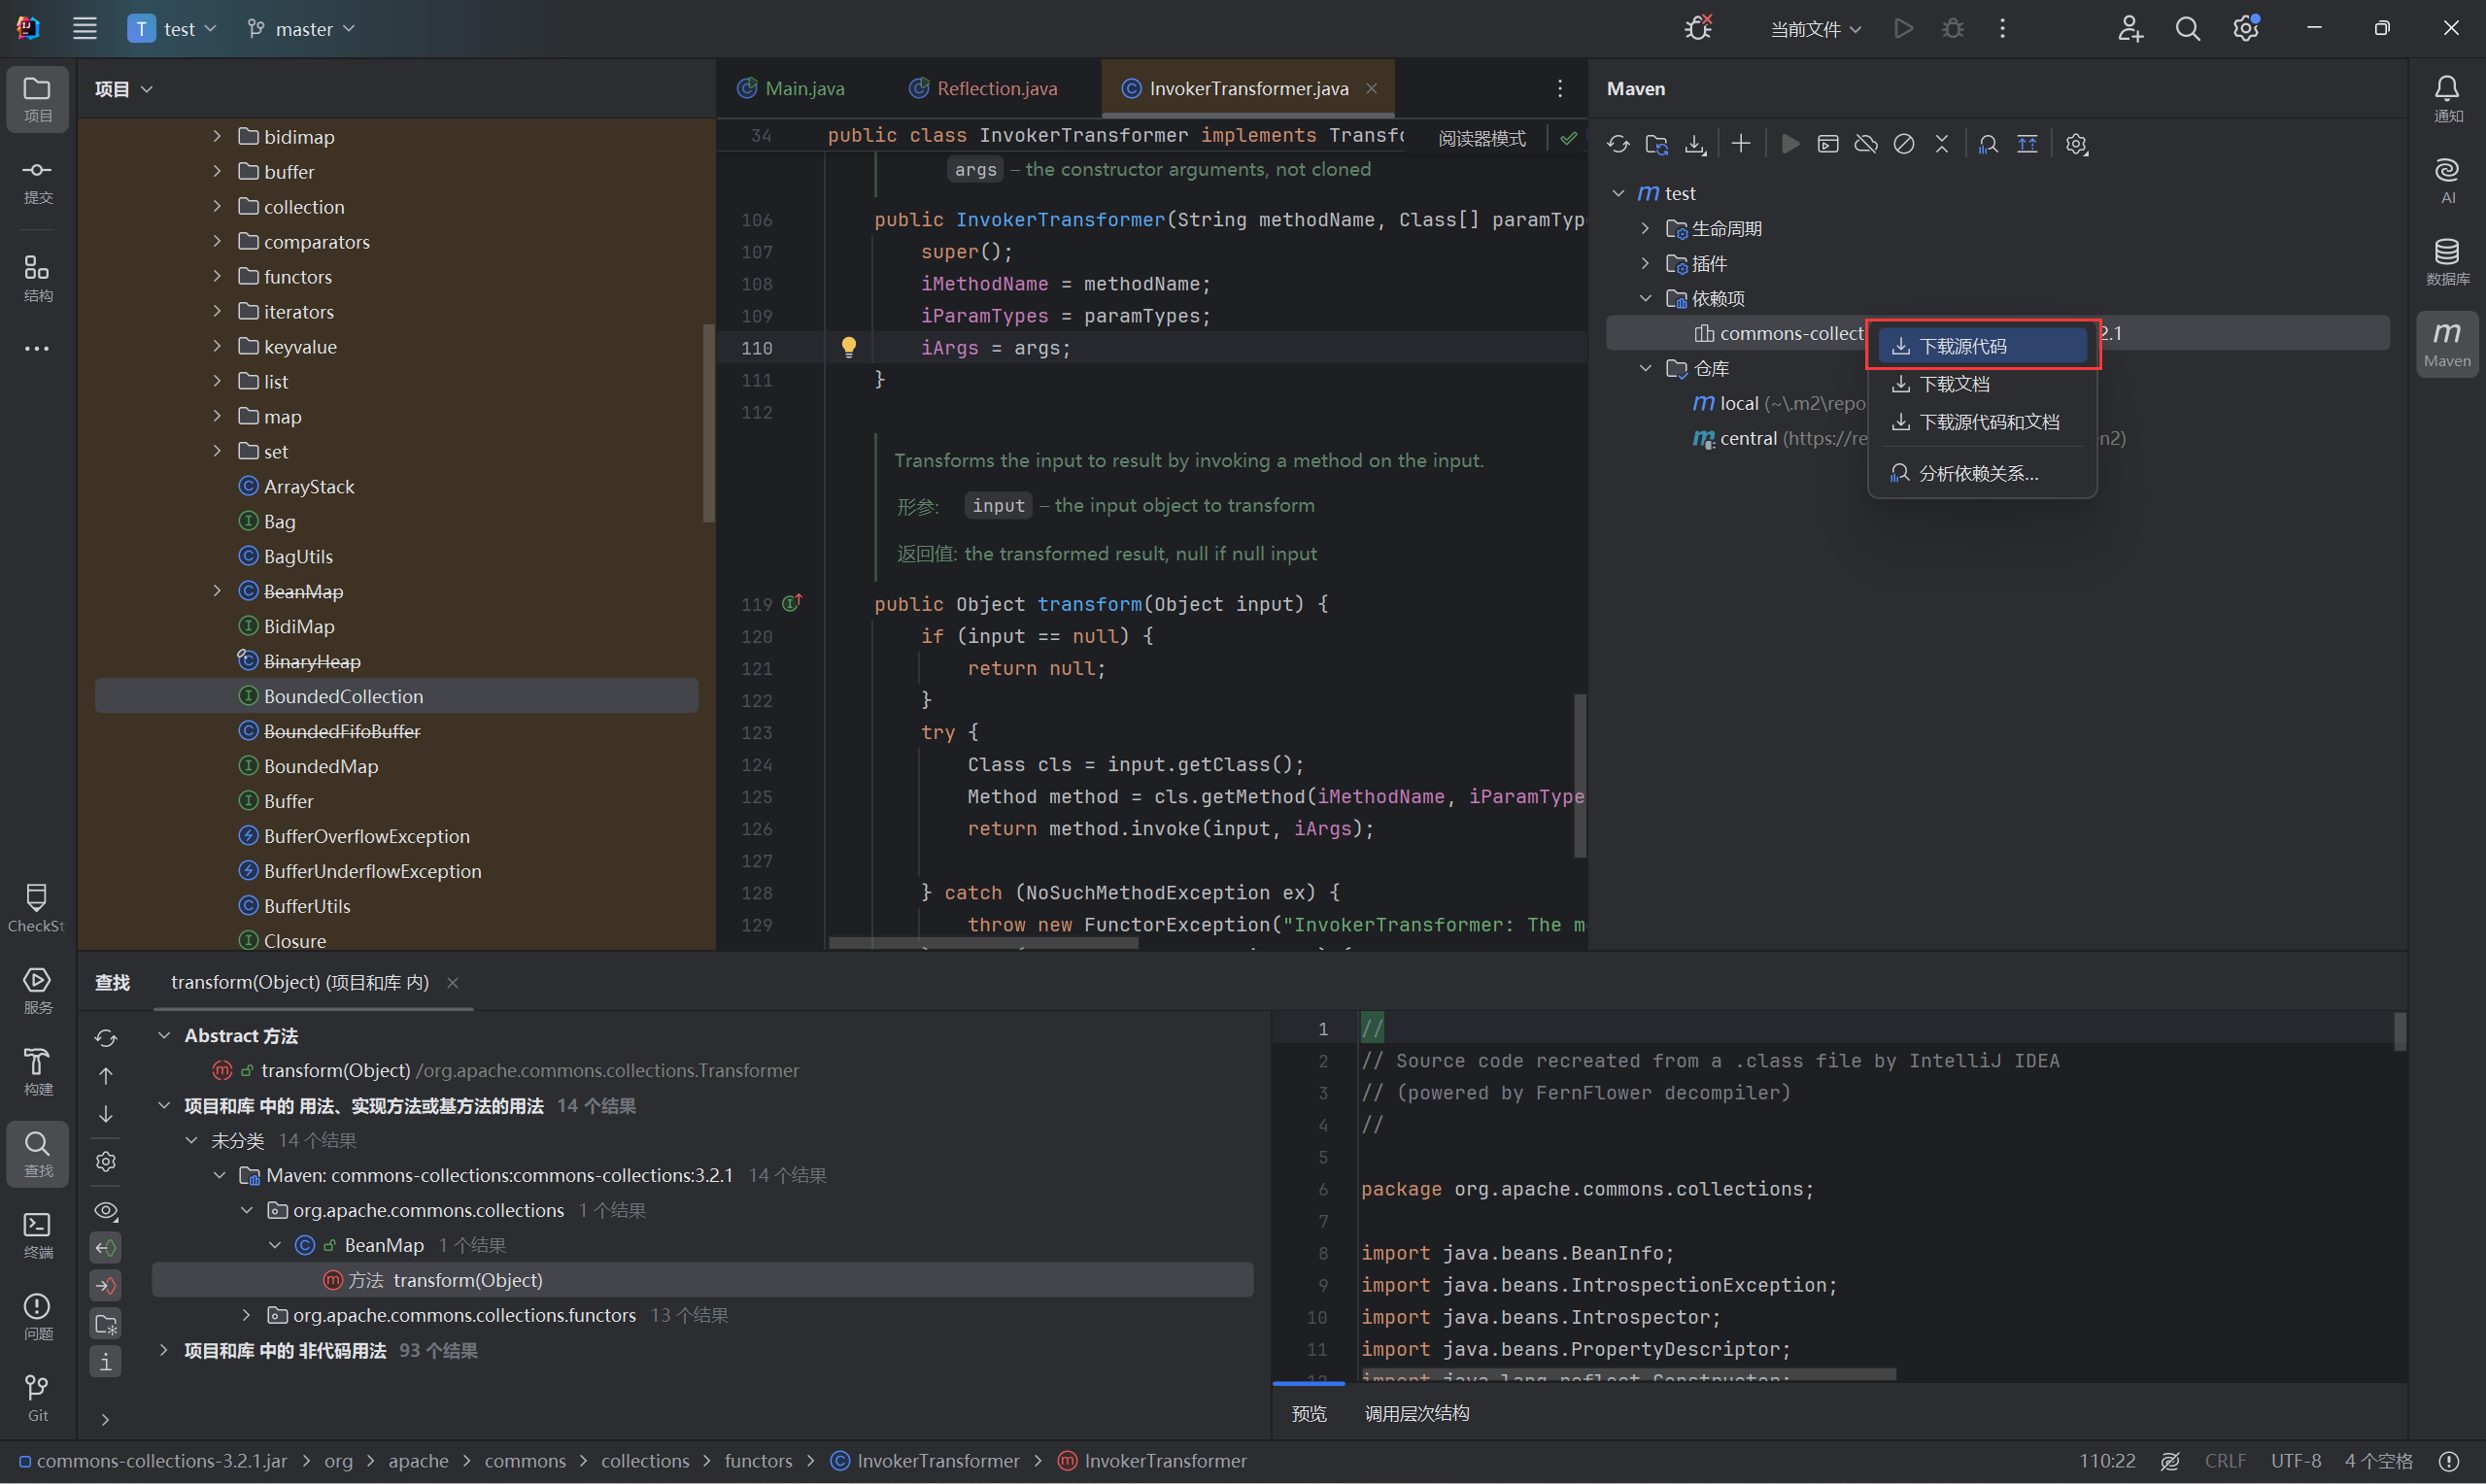 T test master 当前文件
项目
提交
结构
CheckSt
服务
构建
查找
终端
问题
Git
项目
bidimap
buffer
collection
comparators
functors
iterators
keyvalue
list
map
set
ArrayStack
Bag
BagUtils
BeanMap
BidiMap
BinaryHeap
BoundedCollection
BoundedFifoBuffer
BoundedMap
Buffer
BufferOverflowException
BufferUnderflowException
BufferUtils
Closure
Main.java Reflection.java InvokerTransformer.java
34 public class InvokerTransformer implements Transfo 阅读器模式
args – the constructor arguments, not cloned
106 public InvokerTransformer(String methodName, Class[] paramTyp
107 super();
108 iMethodName = methodName;
109 iParamTypes = paramTypes;
110 iArgs = args;
111 }
112
Transforms the input to result by invoking a method on the input.
形参: input – the input object to transform
返回值: the transformed result, null if null input
119 public Object transform(Object input) {
120 if (input == null) {
121 return null;
122 }
123 try {
124 Class cls = input.getClass();
125 Method method = cls.getMethod(iMethodName, iParamType
126 return method.invoke(input, iArgs);
127
128 } catch (NoSuchMethodException ex) {
129 throw new FunctorException("InvokerTransformer: The m
Maven
m test
生命周期
插件
依赖项
commons-collect 2.1
仓库
m local (~\.m2\repo
m central (https://re en2)
下载源代码
下载文档
下载源代码和文档
分析依赖关系...
通知
AI
数据库
m
Maven
查找 transform(Object) (项目和库 内)
Abstract 方法
transform(Object) /org.apache.commons.collections.Transformer
项目和库 中的 用法、实现方法或基方法的用法 14 个结果
未分类 14 个结果
Maven: commons-collections:commons-collections:3.2.1 14 个结果
org.apache.commons.collections 1 个结果
BeanMap 1 个结果
方法 transform(Object)
org.apache.commons.collections.functors 13 个结果
项目和库 中的 非代码用法 93 个结果
1 //
2 // Source code recreated from a .class file by IntelliJ IDEA
3 // (powered by FernFlower decompiler)
4 //
5
6 package org.apache.commons.collections;
7
8 import java.beans.BeanInfo;
9 import java.beans.IntrospectionException;
10 import java.beans.Introspector;
11 import java.beans.PropertyDescriptor;
12 import java.lang.reflect.Constructor;
预览 调用层次结构
commons-collections-3.2.1.jar > org > apache > commons > collections > functors > InvokerTransformer > InvokerTransformer 110:22 CRLF UTF-8 4 个空格